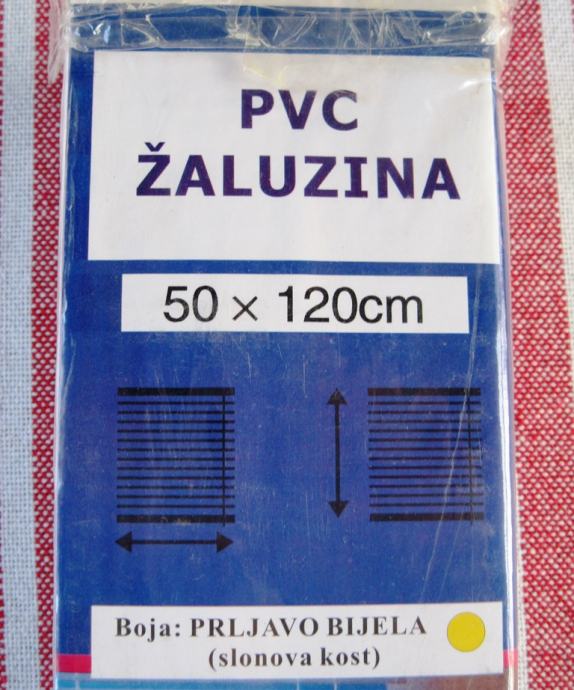 PVC
ŽALUZINA
50 × 120cm
Boja: PRLJAVO BIJELA
(slonova kost)